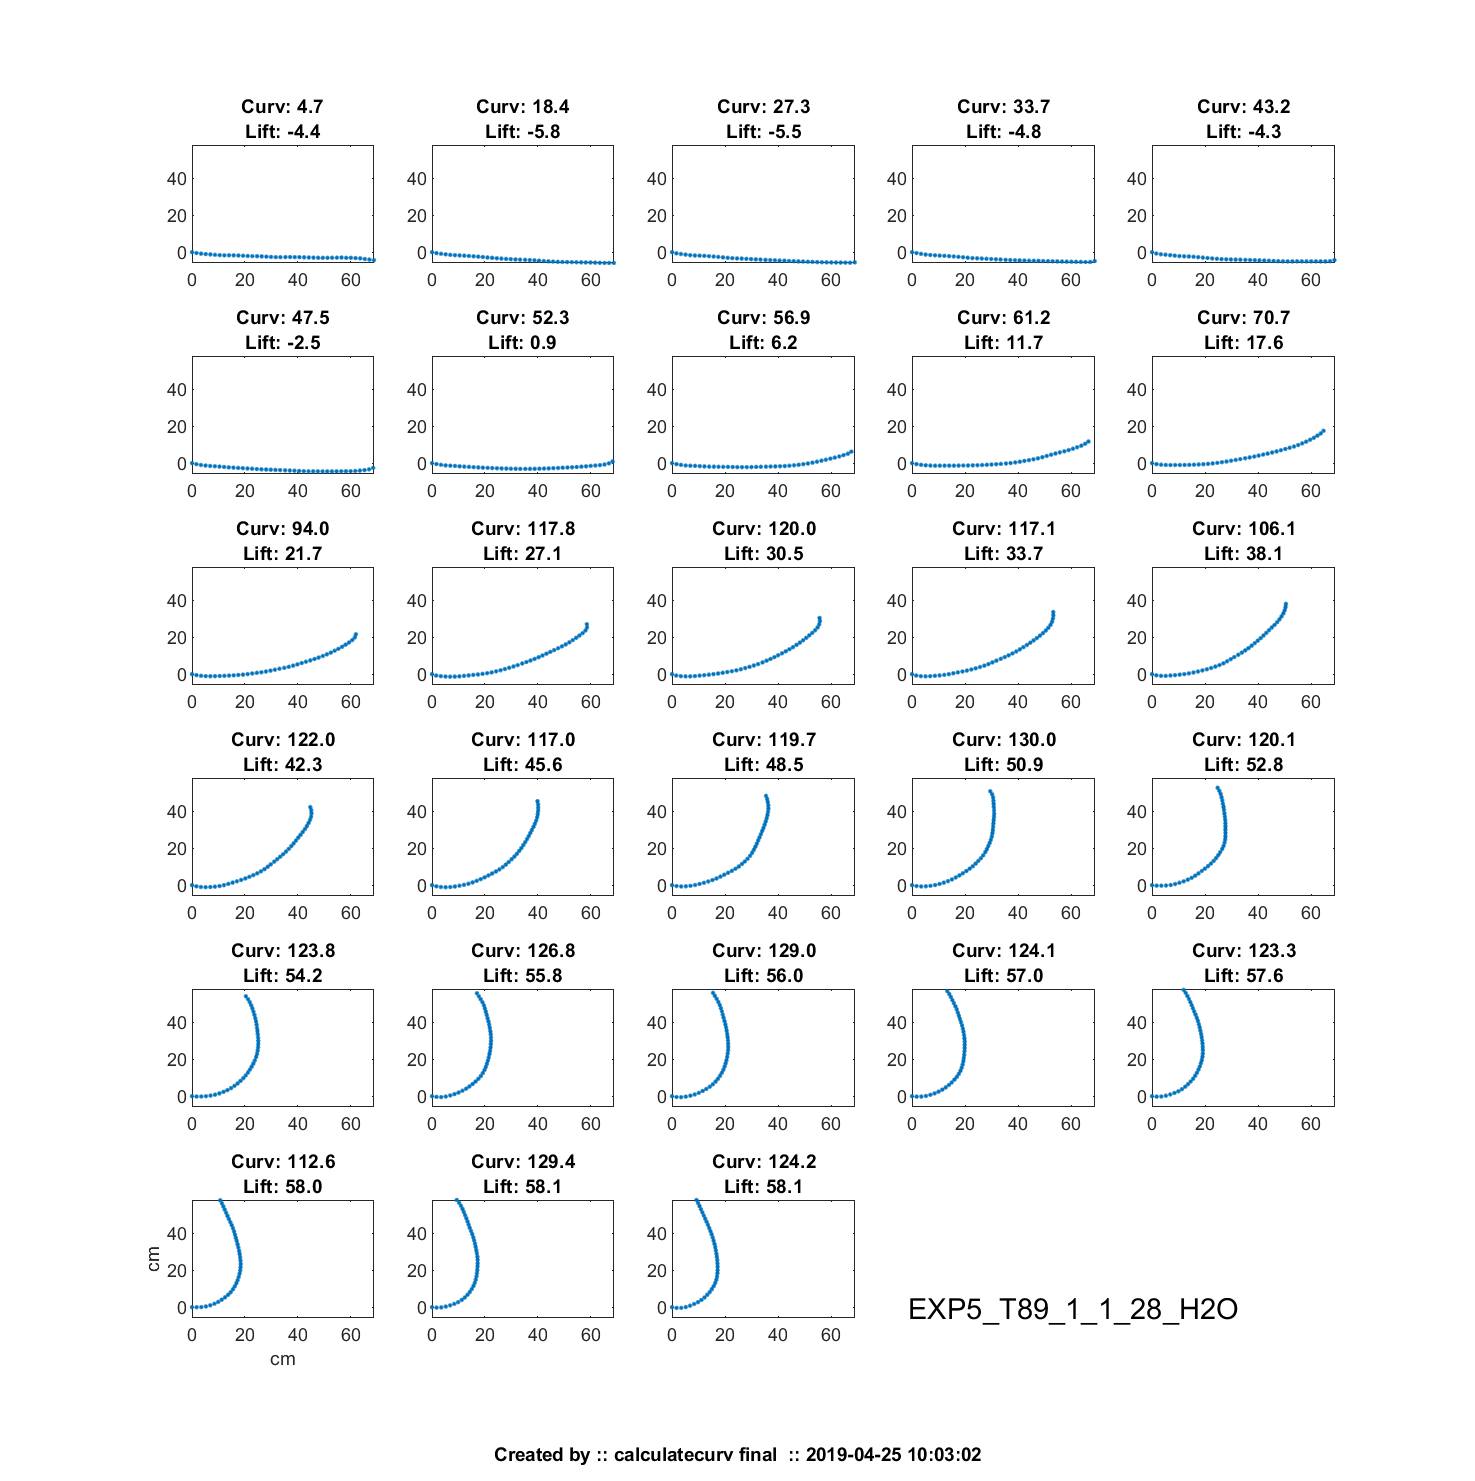 Curv: 4.7
Lift: -4.4
Curv: 18.4
Lift: -5.8
Curv: 27.3
Lift: -5.5
Curv: 33.7
Lift: -4.8
Curv: 43.2
Lift: -4.3
40
20
0
0 20 40 60
40
20
0
0 20 40 60
40
20
0
0 20 40 60
40
20
0
0 20 40 60
40
20
0
0 20 40 60
Curv: 47.5
Lift: -2.5
Curv: 52.3
Lift: 0.9
Curv: 56.9
Lift: 6.2
Curv: 61.2
Lift: 11.7
Curv: 70.7
Lift: 17.6
40
20
0
0 20 40 60
40
20
0
0 20 40 60
40
20
0
0 20 40 60
40
20
0
0 20 40 60
40
20
0
0 20 40 60
Curv: 94.0
Lift: 21.7
Curv: 117.8
Lift: 27.1
Curv: 120.0
Lift: 30.5
Curv: 117.1
Lift: 33.7
Curv: 106.1
Lift: 38.1
40
20
0
0 20 40 60
40
20
0
0 20 40 60
40
20
0
0 20 40 60
40
20
0
0 20 40 60
40
20
0
0 20 40 60
Curv: 122.0
Lift: 42.3
Curv: 117.0
Lift: 45.6
Curv: 119.7
Lift: 48.5
Curv: 130.0
Lift: 50.9
Curv: 120.1
Lift: 52.8
40
20
0
0 20 40 60
40
20
0
0 20 40 60
40
20
0
0 20 40 60
40
20
0
0 20 40 60
40
20
0
0 20 40 60
Curv: 123.8
Lift: 54.2
Curv: 126.8
Lift: 55.8
Curv: 129.0
Lift: 56.0
Curv: 124.1
Lift: 57.0
Curv: 123.3
Lift: 57.6
40
20
0
0 20 40 60
40
20
0
0 20 40 60
40
20
0
0 20 40 60
40
20
0
0 20 40 60
40
20
0
0 20 40 60
Curv: 112.6
Lift: 58.0
Curv: 129.4
Lift: 58.1
Curv: 124.2
Lift: 58.1
cm
40
20
0
0 20 40 60
cm
40
20
0
0 20 40 60
40
20
0
0 20 40 60
EXP5_T89_1_1_28_H2O
Created by :: calculatecurv final :: 2019-04-25 10:03:02